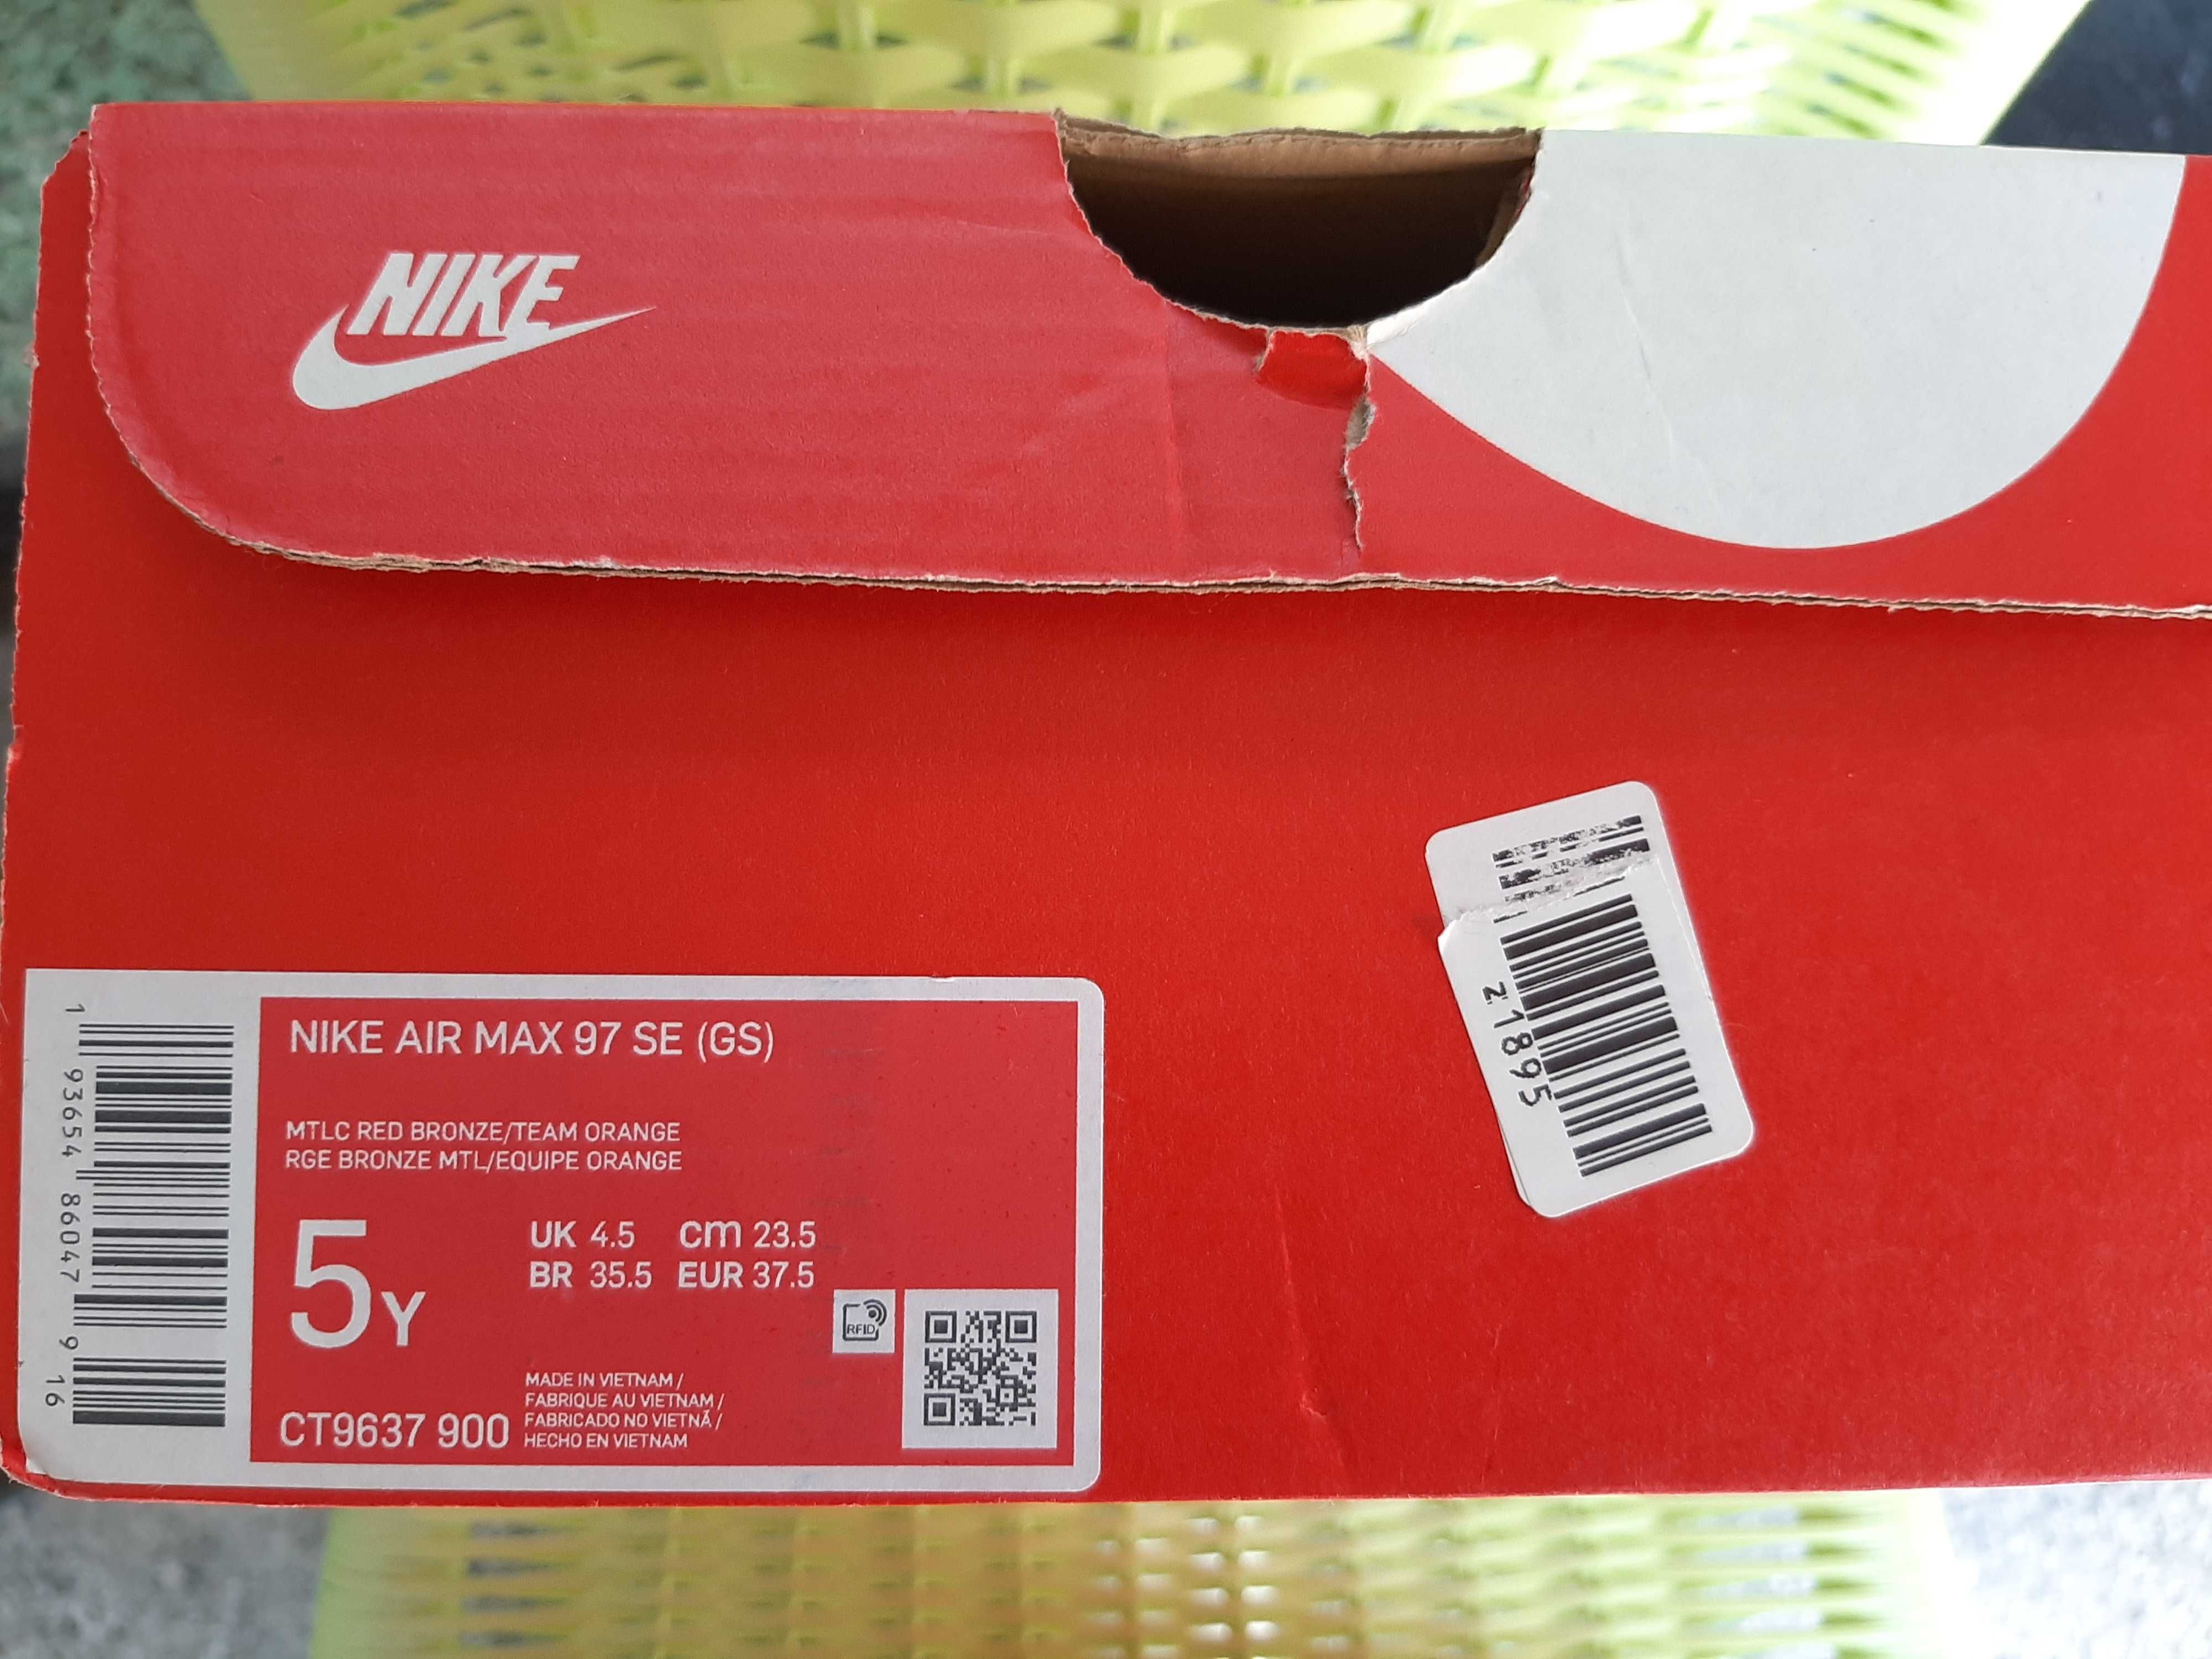 NIKE
z1895
NIKE AIR MAX 97 SE (GS)
MTLC RED BRONZE/TEAM ORANGE
RGE BRONZE MTL/EQUIPE ORANGE
5Y
UK 4.5 cm 23.5
BR 35.5 EUR 37.5
RFID
MADE IN VIETNAM /
FABRIQUE AU VIETNAM /
FABRICADO NO VIETNÃ /
HECHO EN VIETNAM
CT9637 900
1 93654 86047 9 16